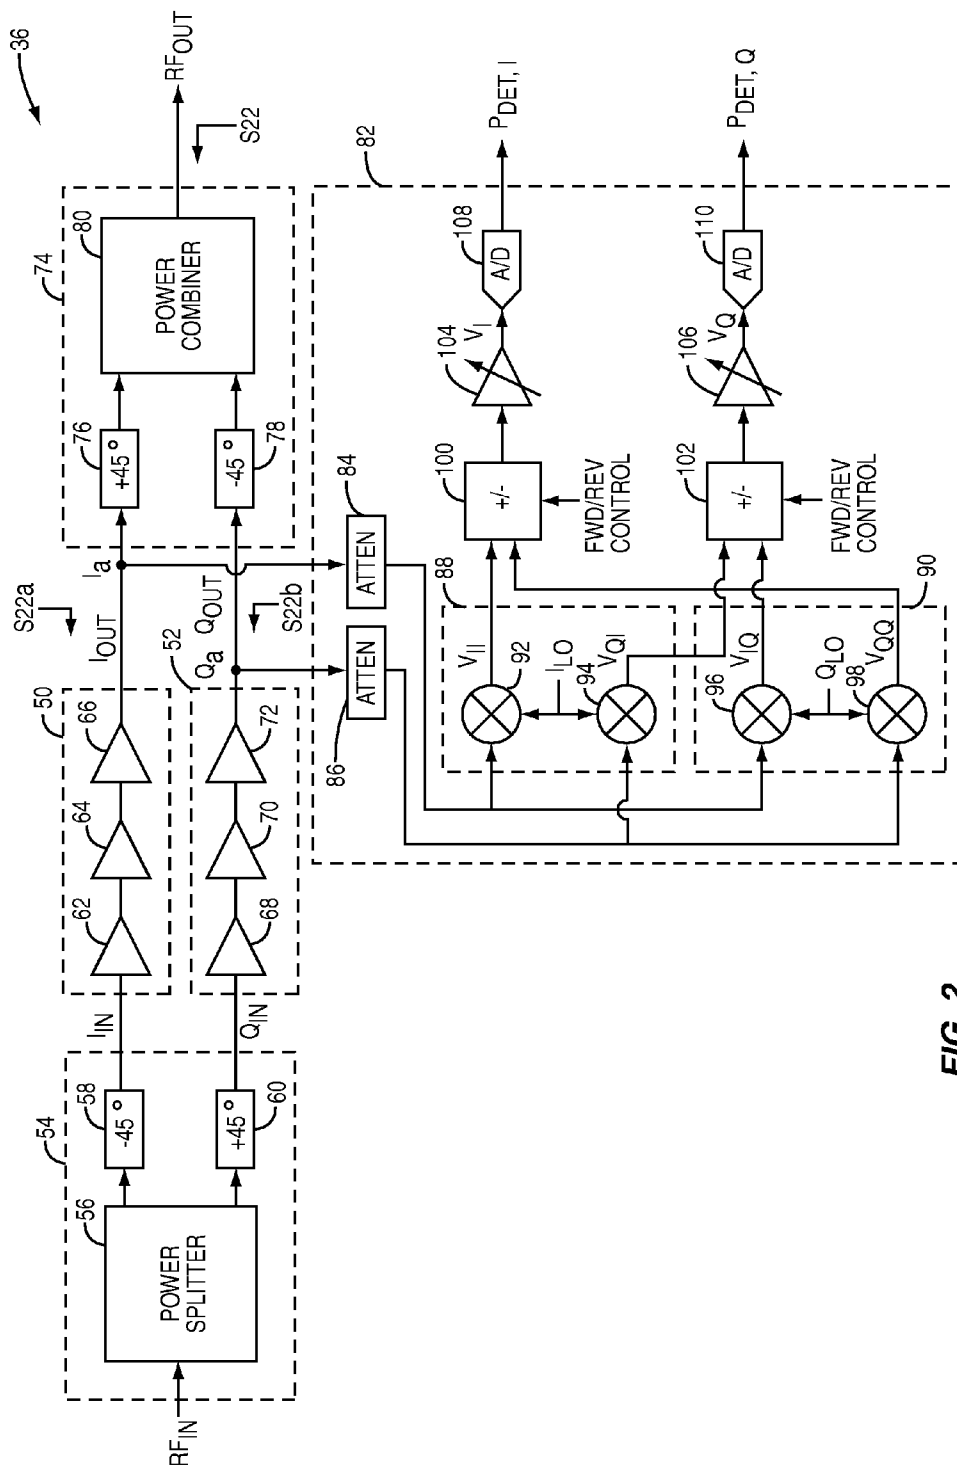 36
RF_IN
54
56
POWER
SPLITTER
58
-45°
+45°
60
I_IN
Q_IN
50
62
64
66
52
68
70
72
S22a
I_OUT
I_a
Q_a
Q_OUT
S22b
74
76
+45°
-45°
78
80
POWER
COMBINER
RF_OUT
S22
82
84
ATTEN
86
ATTEN
88
V_II
92
I_LO
94
V_QI
90
96
V_IQ
Q_LO
98
V_QQ
100
+/-
FWD/REV
CONTROL
102
+/-
FWD/REV
CONTROL
104
V_I
106
V_Q
108
A/D
110
A/D
P_DET, I
P_DET, Q
FIG. 2